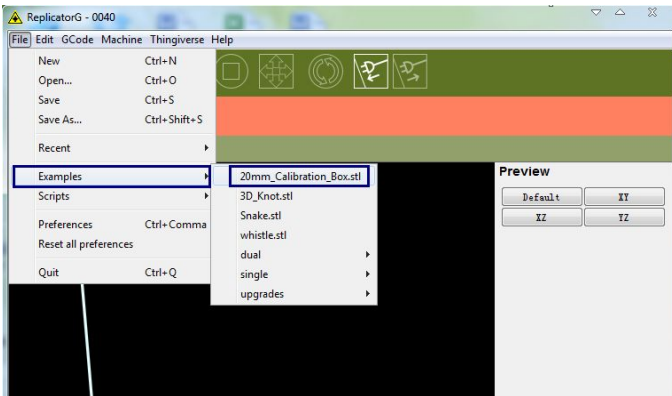 ReplicatorG - 0040
File Edit GCode Machine Thingiverse Help
New Ctrl+N
Open... Ctrl+O
Save Ctrl+S
Save As... Ctrl+Shift+S
Recent
Examples
Scripts
Preferences Ctrl+Comma
Reset all preferences
Quit Ctrl+Q
20mm_Calibration_Box.stl
3D_Knot.stl
Snake.stl
whistle.stl
dual
single
upgrades
Preview
Default XY
XZ YZ